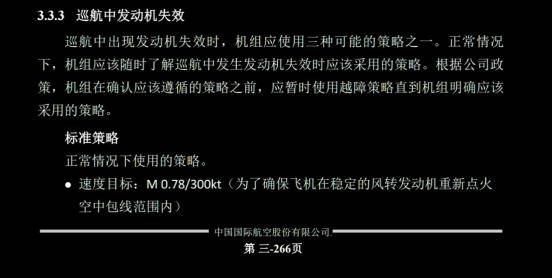 3.3.3 巡航中发动机失效
巡航中出现发动机失效时，机组应使用三种可能的策略之一。正常情况
下，机组应该随时了解巡航中发生发动机失效时应该采用的策略。根据公司政
策，机组在确认应该遵循的策略之前，应暂时使用越障策略直到机组明确应该
采用的策略。
标准策略
正常情况下使用的策略。
● 速度目标：M 0.78/300kt（为了确保飞机在稳定的风转发动机重新点火
空中包线范围内）
中国国际航空股份有限公司
第 三-266页